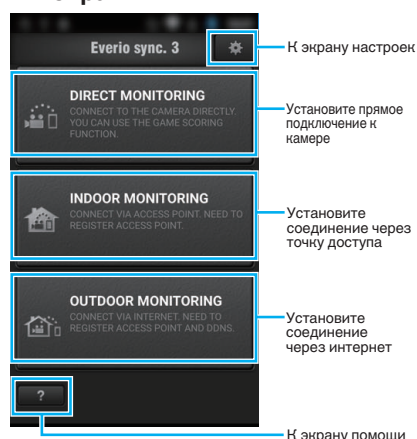 Everio sync. 3
К экрану настроек
DIRECT MONITORING
CONNECT TO THE CAMERA DIRECTLY.
YOU CAN USE THE GAME SCORING
FUNCTION.
Установите прямое
подключение к
камере
INDOOR MONITORING
CONNECT VIA ACCESS POINT. NEED TO
REGISTER ACCESS POINT.
Установите
соединение через
точку доступа
OUTDOOR MONITORING
CONNECT VIA INTERNET. NEED TO
REGISTER ACCESS POINT AND DDNS.
Установите
соединение
через интернет
?
К экрану помощи